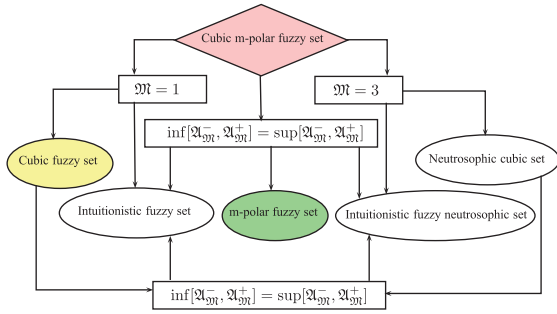 Cubic m-polar fuzzy set
𝔐 = 1
𝔐 = 3
inf[𝔄⁻_𝔐, 𝔄⁺_𝔐] = sup[𝔄⁻_𝔐, 𝔄⁺_𝔐]
Cubic fuzzy set
Neutrosophic cubic set
Intuitionistic fuzzy set
m-polar fuzzy set
Intuitionistic fuzzy neutrosophic set
inf[𝔄⁻_𝔐, 𝔄⁺_𝔐] = sup[𝔄⁻_𝔐, 𝔄⁺_𝔐]